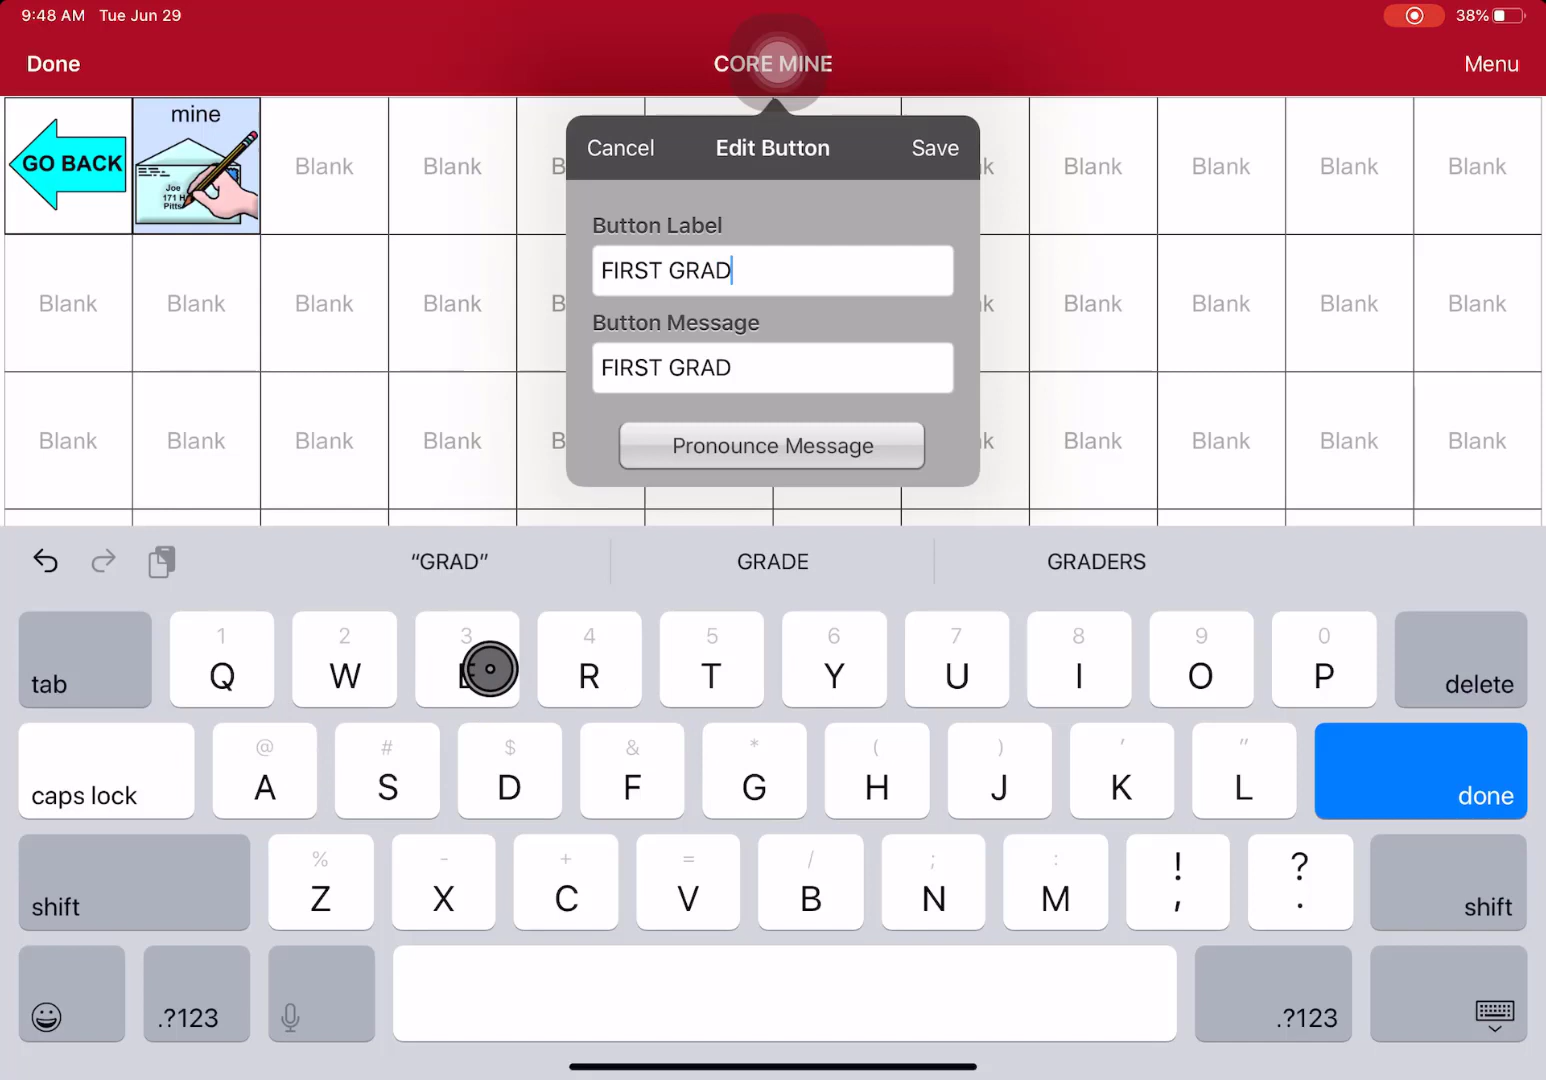 9:48 AM Tue Jun 29
38%
Done
CORE MINE
Menu
GO BACK
mine
Joe
171 H
Pitts
Blank
Blank
B
k
Blank
Blank
Blank
Blank
Cancel
Edit Button
Save
Button Label
FIRST GRAD
Button Message
FIRST GRAD
Pronounce Message
Blank
Blank
Blank
Blank
B
k
Blank
Blank
Blank
Blank
Blank
Blank
Blank
Blank
B
k
Blank
Blank
Blank
Blank
“GRAD”
GRADE
GRADERS
tab
1 2 3 4 5 6 7 8 9 0
Q W E R T Y U I O P
delete
@ # $ & * ( ) ' "
caps lock
A S D F G H J K L
done
% - + = / ; : ! ?
shift
Z X C V B N M , .
shift
.?123
.?123